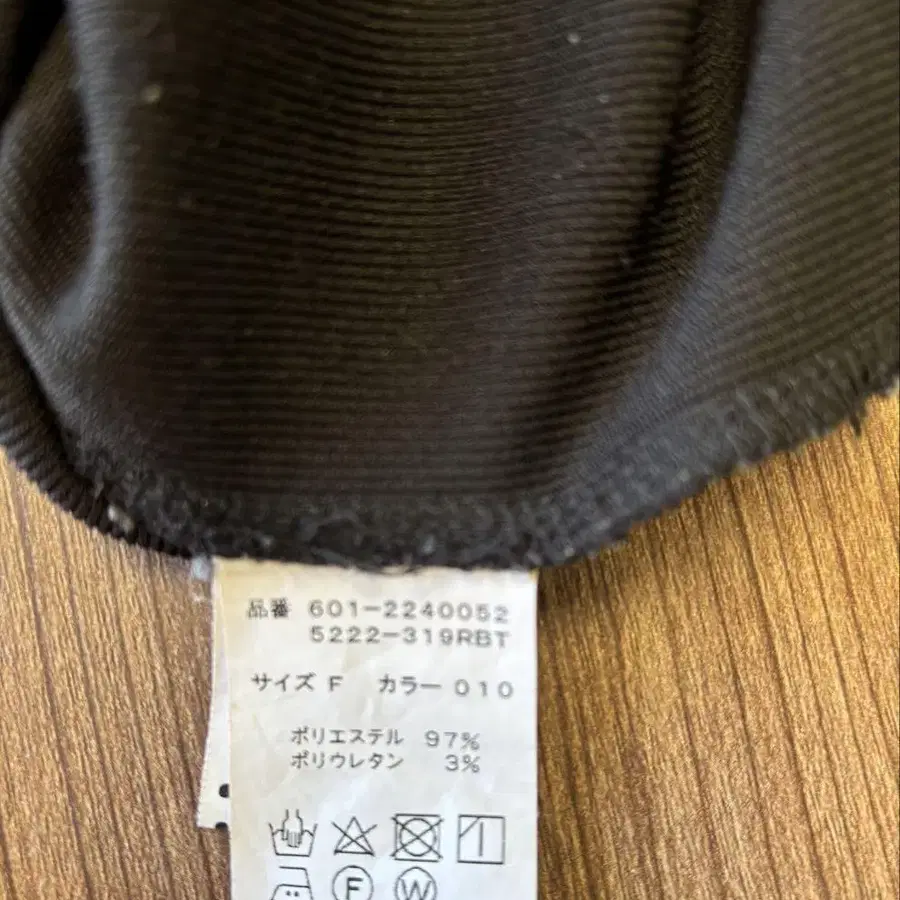 品番 601-2240052
5222-319RBT
サイズ F カラー 010
ポリエステル 97%
ポリウレタン 3%
F W